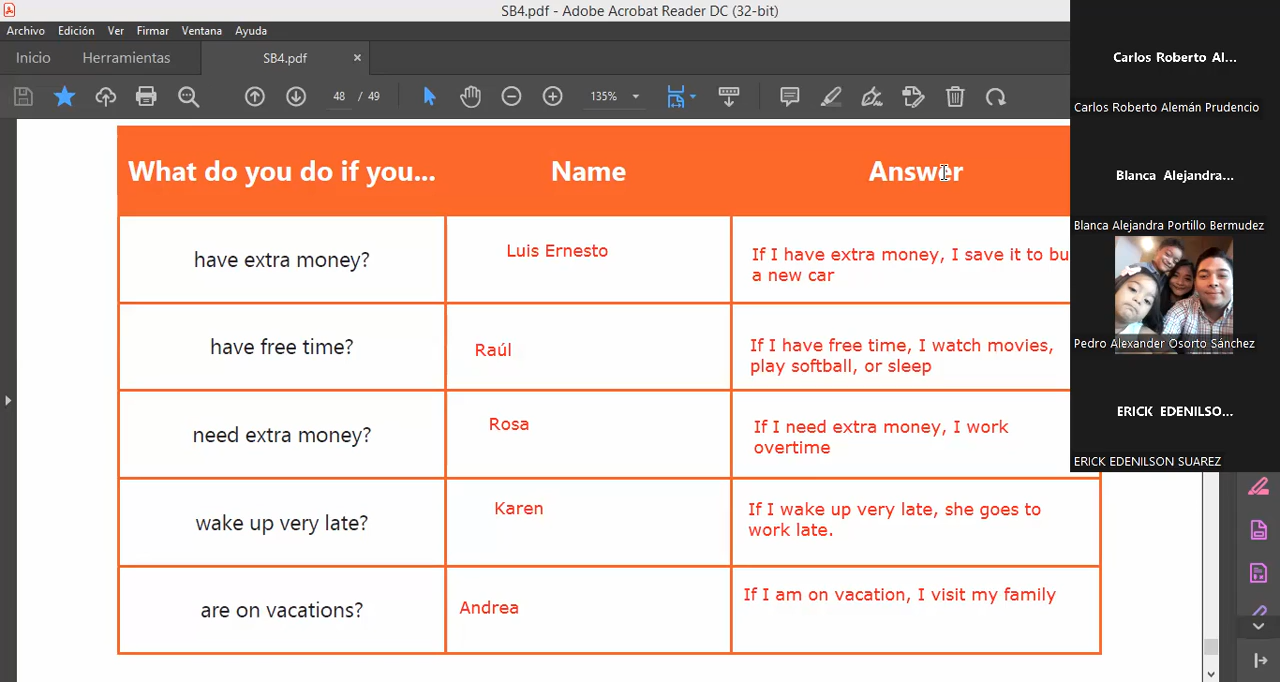 SB4.pdf - Adobe Acrobat Reader DC (32-bit)
Archivo Edición Ver Firmar Ventana Ayuda
Inicio Herramientas SB4.pdf ×
48 / 49 135%
What do you do if you... Name Answer
have extra money? Luis Ernesto If I have extra money, I save it to bu
a new car
have free time? Raúl If I have free time, I watch movies,
play softball, or sleep
need extra money? Rosa If I need extra money, I work
overtime
wake up very late? Karen If I wake up very late, she goes to
work late.
are on vacations? Andrea If I am on vacation, I visit my family
Carlos Roberto Al...
Carlos Roberto Alemán Prudencio
Blanca Alejandra...
Blanca Alejandra Portillo Bermudez
Pedro Alexander Osorto Sánchez
ERICK EDENILSO...
ERICK EDENILSON SUAREZ